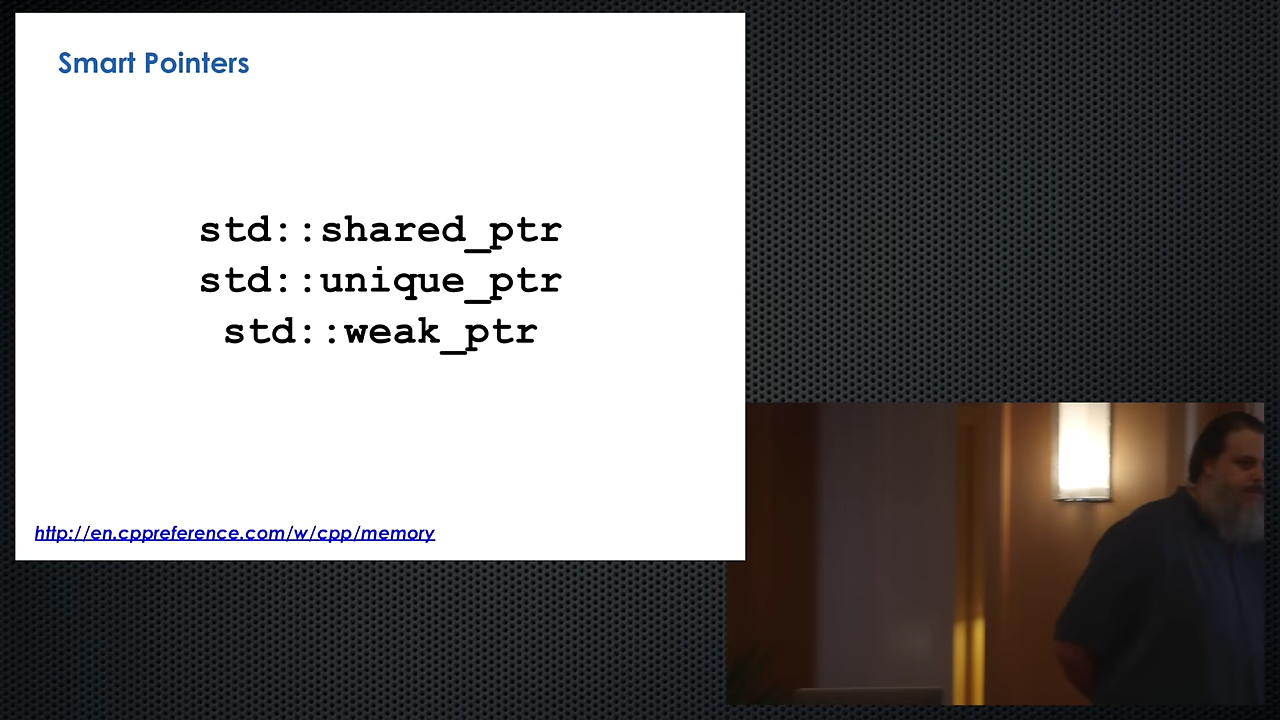 Smart Pointers
std::shared_ptr
std::unique_ptr
std::weak_ptr
http://en.cppreference.com/w/cpp/memory